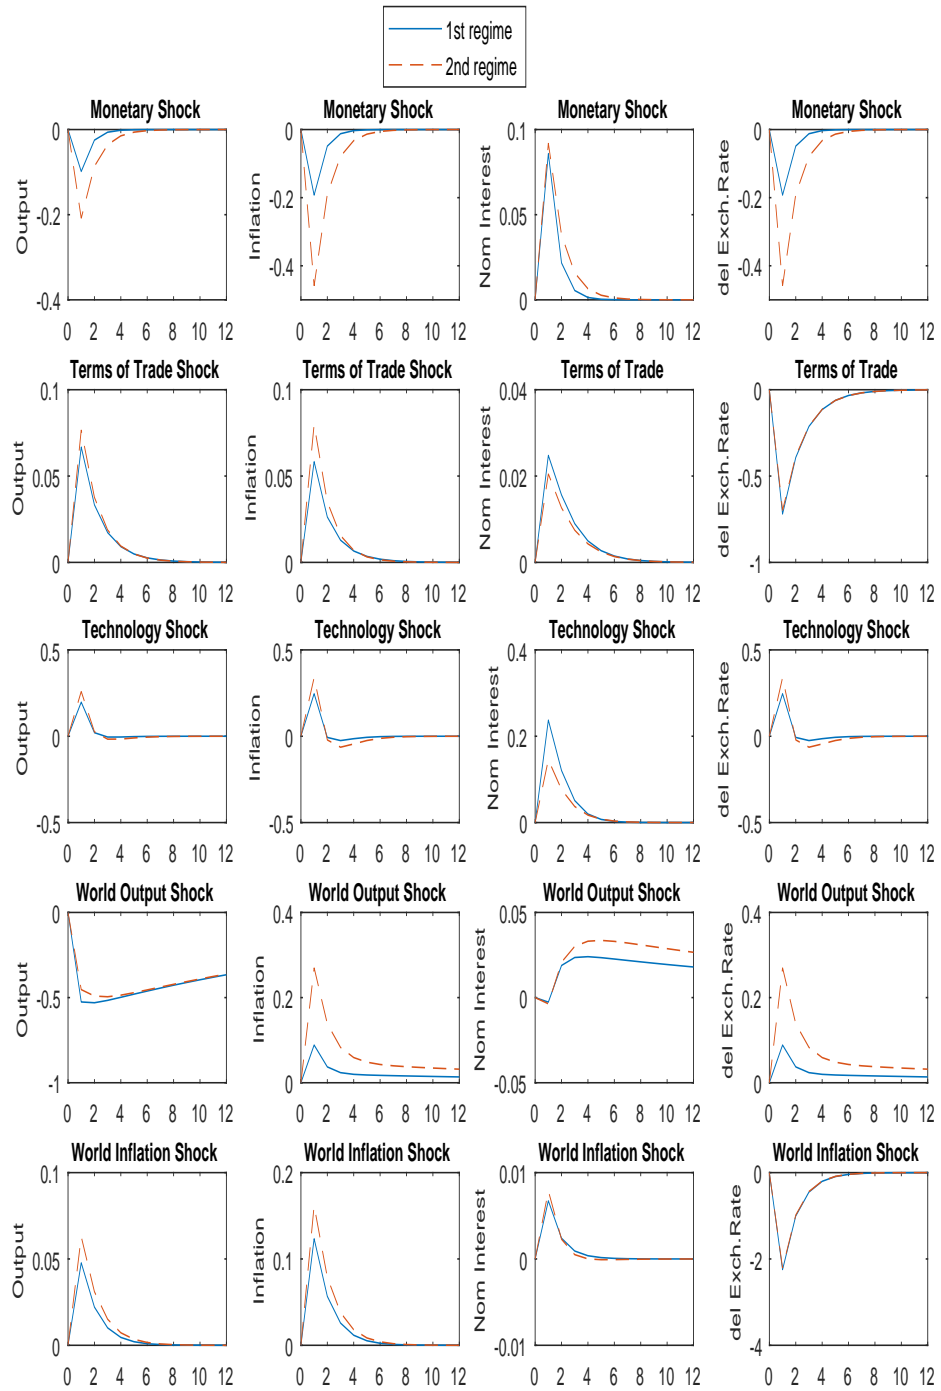 1st regime
2nd regime
Monetary Shock Monetary Shock Monetary Shock Monetary Shock
Output Inflation Nom Interest del Exch.Rate
0 0 0.1 0
-0.2 -0.2 0.05 -0.2
-0.4 -0.4 0 -0.4
0 2 4 6 8 10 12 0 2 4 6 8 10 12 0 2 4 6 8 10 12 0 2 4 6 8 10 12
Terms of Trade Shock Terms of Trade Shock Terms of Trade Terms of Trade
Output Inflation Nom Interest del Exch.Rate
0.1 0.1 0.04 0
0.05 0.05 0.02 -0.5
0 0 0 -1
0 2 4 6 8 10 12 0 2 4 6 8 10 12 0 2 4 6 8 10 12 0 2 4 6 8 10 12
Technology Shock Technology Shock Technology Shock Technology Shock
Output Inflation Nom Interest del Exch.Rate
0.5 0.5 0.4 0.5
0 0 0.2 0
-0.5 -0.5 0 -0.5
0 2 4 6 8 10 12 0 2 4 6 8 10 12 0 2 4 6 8 10 12 0 2 4 6 8 10 12
World Output Shock World Output Shock World Output Shock World Output Shock
Output Inflation Nom Interest del Exch.Rate
0 0.4 0.05 0.4
-0.5 0.2 0 0.2
-1 0 -0.05 0
0 2 4 6 8 10 12 0 2 4 6 8 10 12 0 2 4 6 8 10 12 0 2 4 6 8 10 12
World Inflation Shock World Inflation Shock World Inflation Shock World Inflation Shock
Output Inflation Nom Interest del Exch.Rate
0.1 0.2 0.01 0
0.05 0.1 0 -2
0 0 -0.01 -4
0 2 4 6 8 10 12 0 2 4 6 8 10 12 0 2 4 6 8 10 12 0 2 4 6 8 10 12